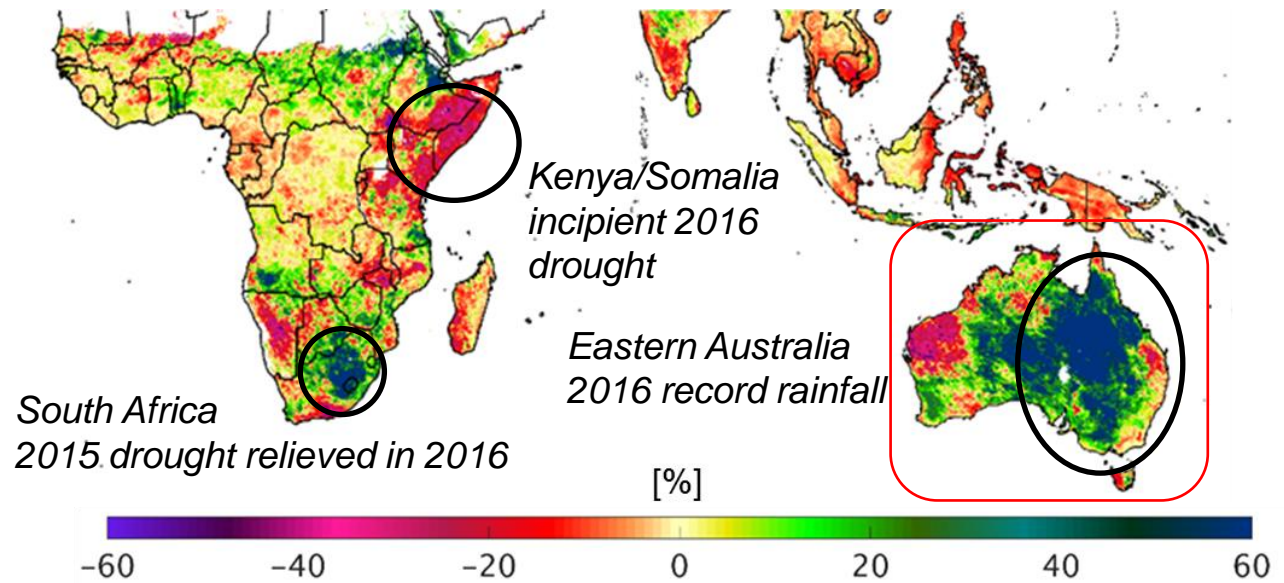 Kenya/Somalia
incipient 2016
drought
Eastern Australia
2016 record rainfall
South Africa
2015 drought relieved in 2016
[%]
−60 −40 −20 0 20 40 60